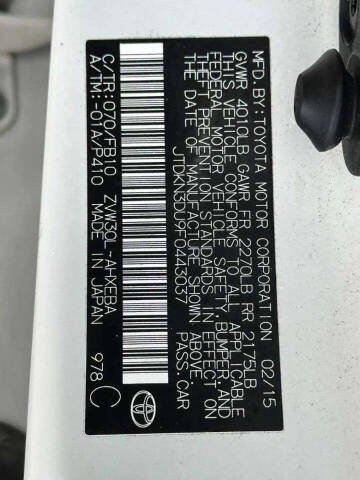 MFD.BY:TOYOTA MOTOR CORPORATION 02/15
GVWR 4010LB GAWR FR 2270LB RR 2175LB
THIS VEHICLE CONFORMS TO ALL APPLICABLE
FEDERAL MOTOR VEHICLE SAFETY, BUMPER, AND
THEFT PREVENTION STANDARDS IN EFFECT ON
THE DATE OF MANUFACTURE SHOWN ABOVE.
JTDKN3DU3F0443037 PASS.CAR
C/TR:070/FB10 ZVW30L-AHXEBA
A/TM:-01A/P410 MADE IN JAPAN 978 C